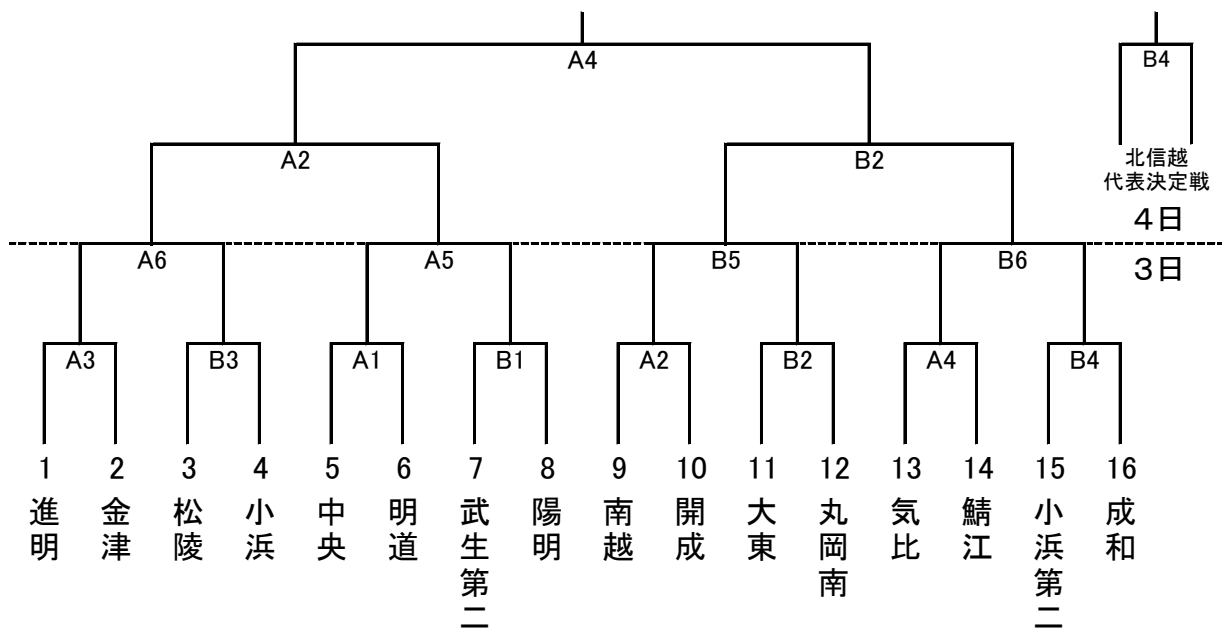 A4
B4
A2
B2
北信越
代表決定戦
4日
A6
A5
B5
B6
3日
A3
B3
A1
B1
A2
B2
A4
B4
1
2
3
4
5
6
7
8
9
10
11
12
13
14
15
16
進明
金津
松陵
小浜
中央
明道
武生第二
陽明
南越
開成
大東
丸岡南
気比
鯖江
小浜第二
成和